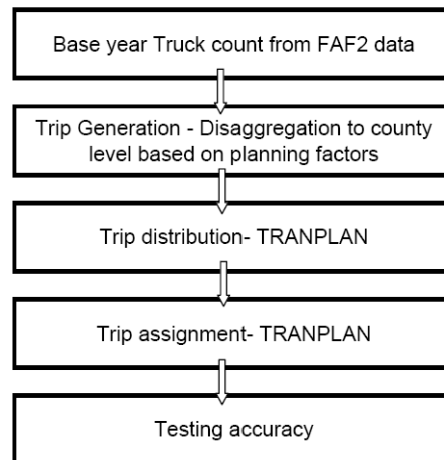 Base year Truck count from FAF2 data
Trip Generation - Disaggregation to county
level based on planning factors
Trip distribution- TRANPLAN
Trip assignment- TRANPLAN
Testing accuracy